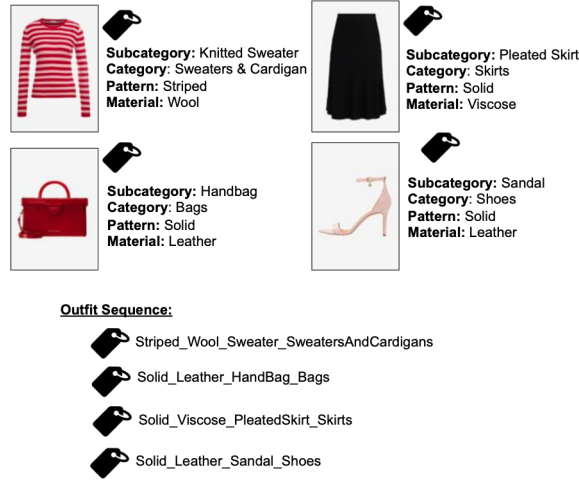 Subcategory: Knitted Sweater
Category: Sweaters & Cardigan
Pattern: Striped
Material: Wool
Subcategory: Pleated Skirt
Category: Skirts
Pattern: Solid
Material: Viscose
Subcategory: Handbag
Category: Bags
Pattern: Solid
Material: Leather
Subcategory: Sandal
Category: Shoes
Pattern: Solid
Material: Leather
Outfit Sequence:
Striped_Wool_Sweater_SweatersAndCardigans
Solid_Leather_HandBag_Bags
Solid_Viscose_PleatedSkirt_Skirts
Solid_Leather_Sandal_Shoes